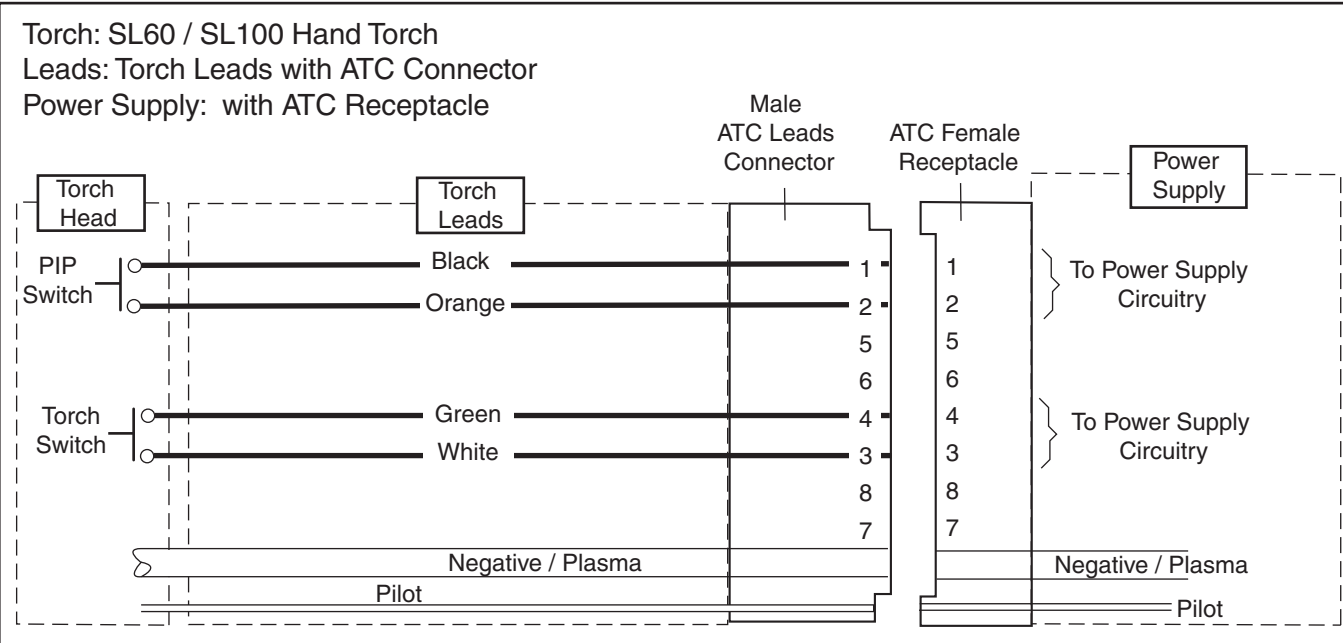 Torch: SL60 / SL100 Hand Torch
Leads: Torch Leads with ATC Connector
Power Supply: with ATC Receptacle
Male
ATC Leads
Connector
ATC Female
Receptacle
Power
Supply
Torch
Head
Torch
Leads
PIP
Switch
Black
1
1
To Power Supply
Circuitry
Orange
2
2
5
5
6
6
Torch
Switch
Green
4
4
To Power Supply
Circuitry
White
3
3
8
8
7
7
Negative / Plasma
Negative / Plasma
Pilot
Pilot